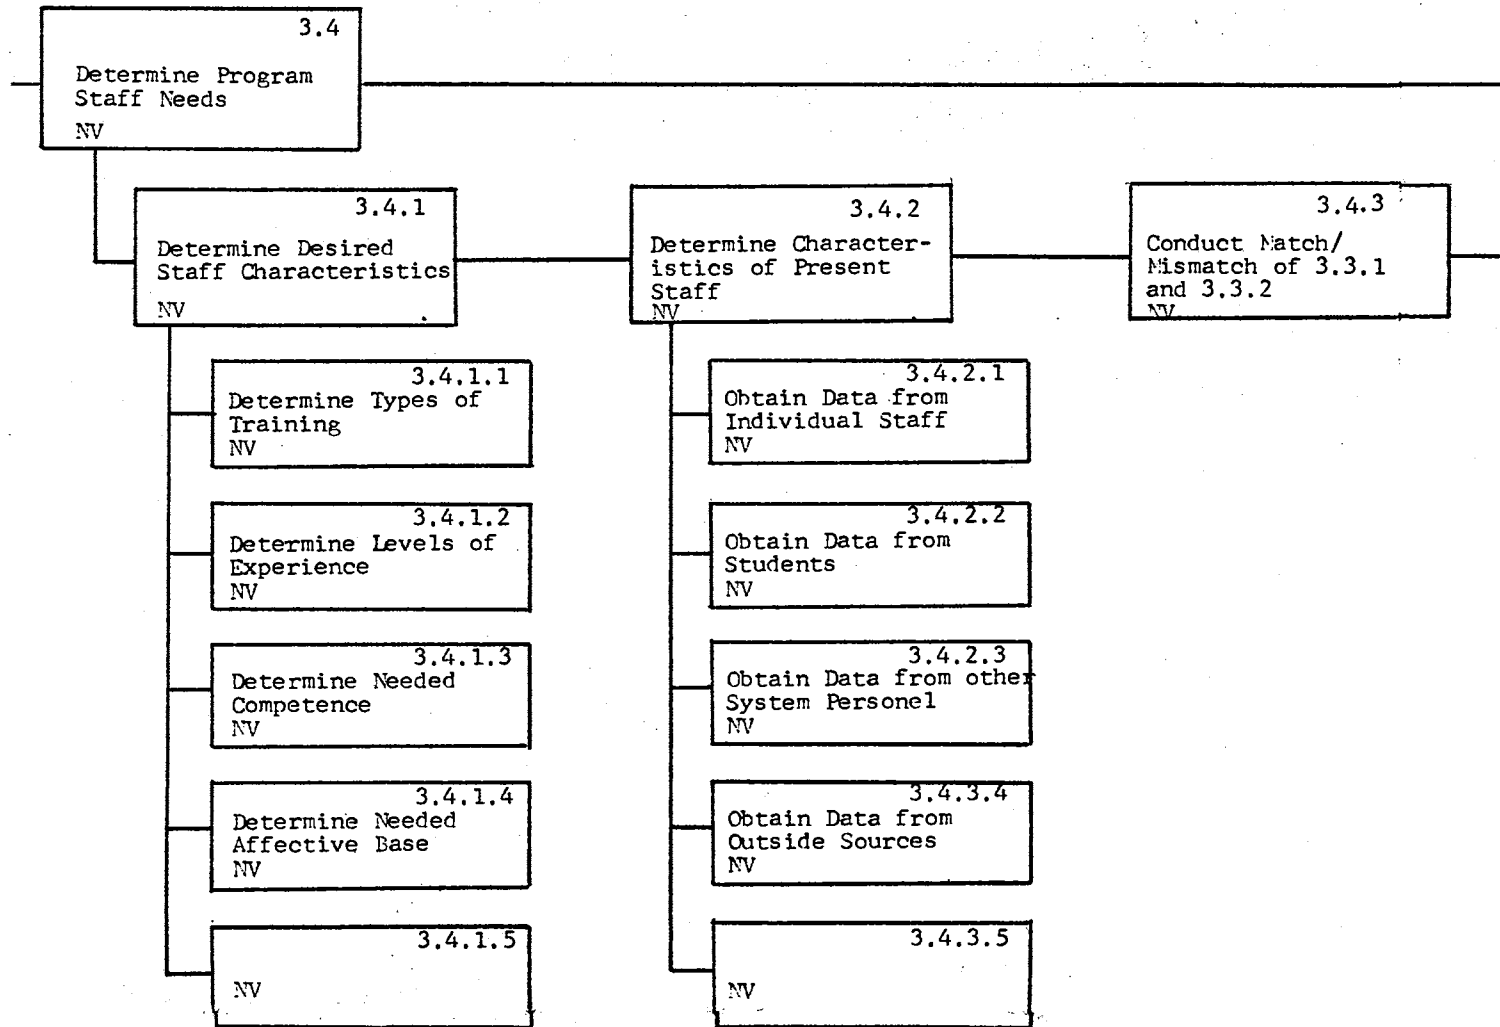 3.4
Determine Program
Staff Needs
NV
3.4.1
Determine Desired
Staff Characteristics
NV
3.4.2
Determine Character-
istics of Present
Staff
NV
3.4.3
Conduct Match/
Mismatch of 3.3.1
and 3.3.2
NV
3.4.1.1
Determine Types of
Training
NV
3.4.1.2
Determine Levels of
Experience
NV
3.4.1.3
Determine Needed
Competence
NV
3.4.1.4
Determine Needed
Affective Base
NV
3.4.1.5
NV
3.4.2.1
Obtain Data from
Individual Staff
NV
3.4.2.2
Obtain Data from
Students
NV
3.4.2.3
Obtain Data from other
System Personel
NV
3.4.3.4
Obtain Data from
Outside Sources
NV
3.4.3.5
NV